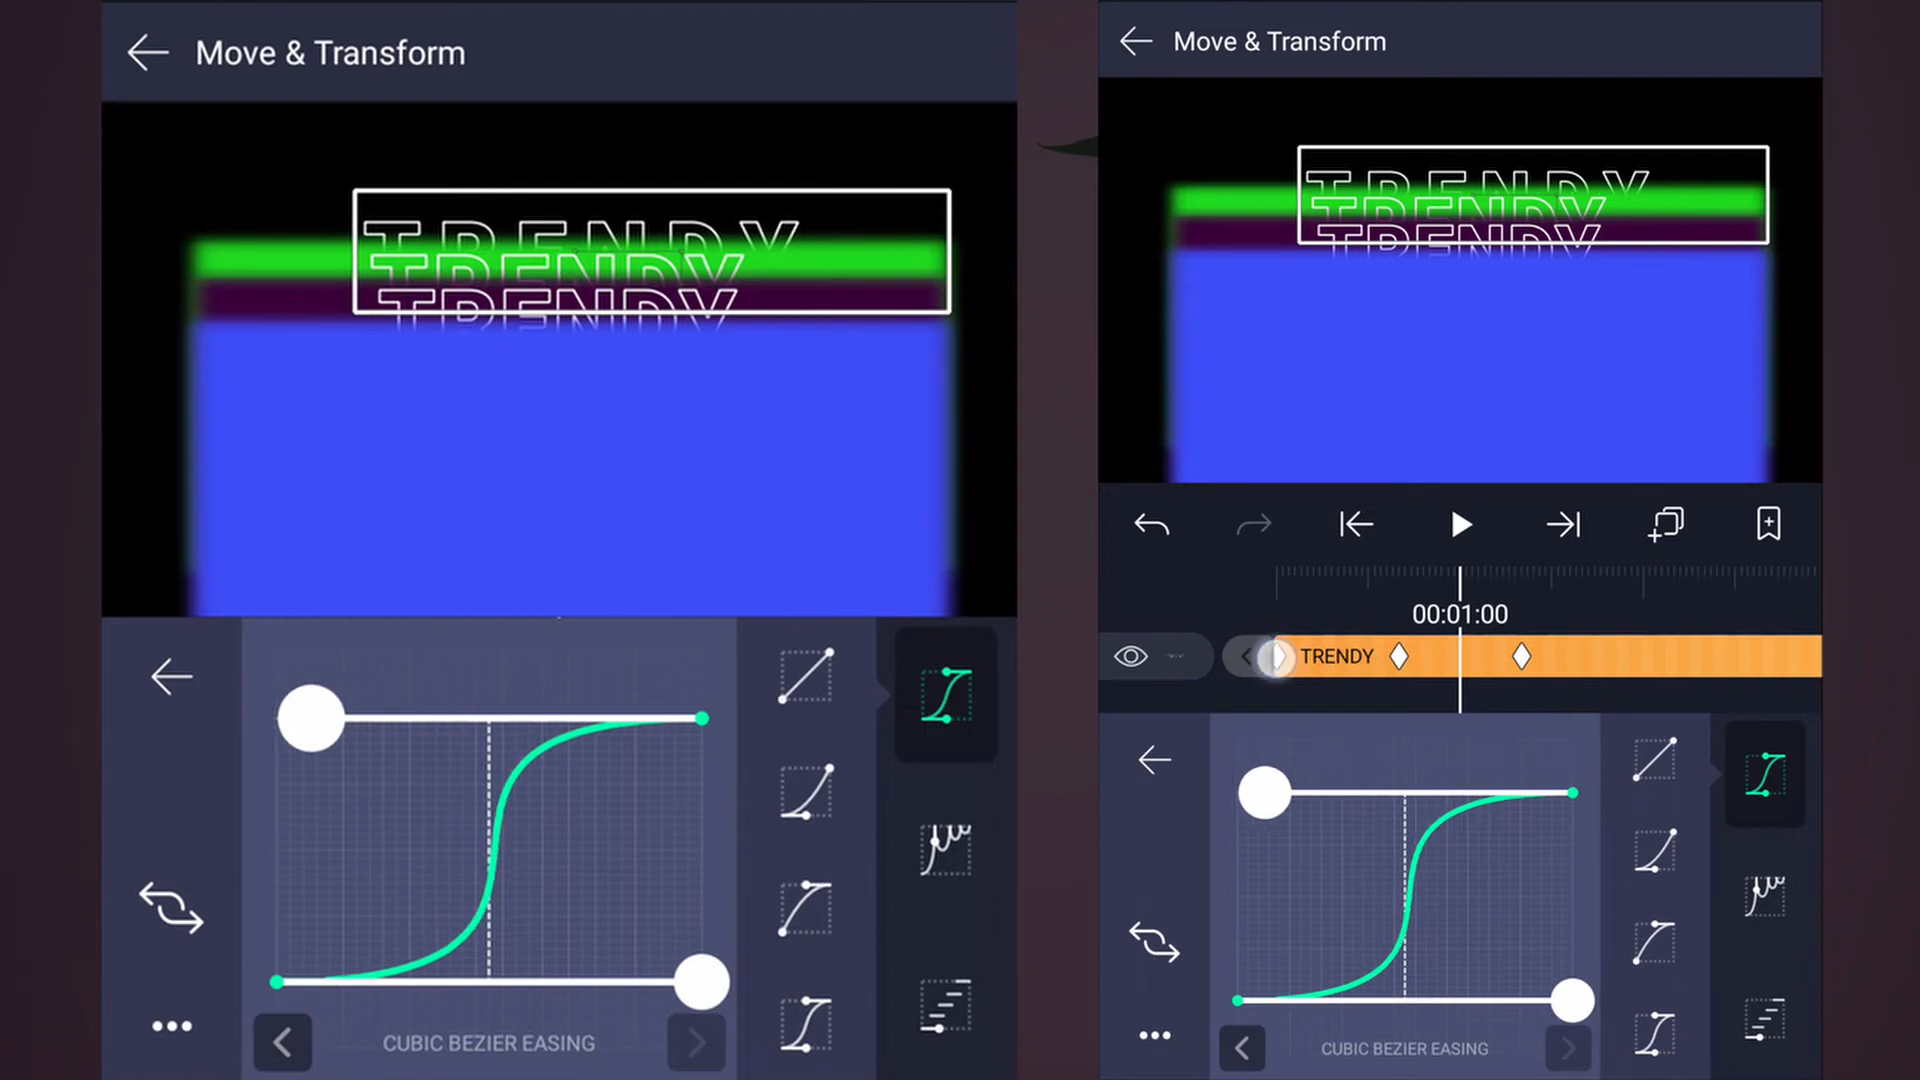 Move & Transform
TRENDY
TRENDY
TRENDY
CUBIC BEZIER EASING
Move & Transform
TRENDY
TRENDY
TRENDY
00:01:00
TRENDY
CUBIC BEZIER EASING